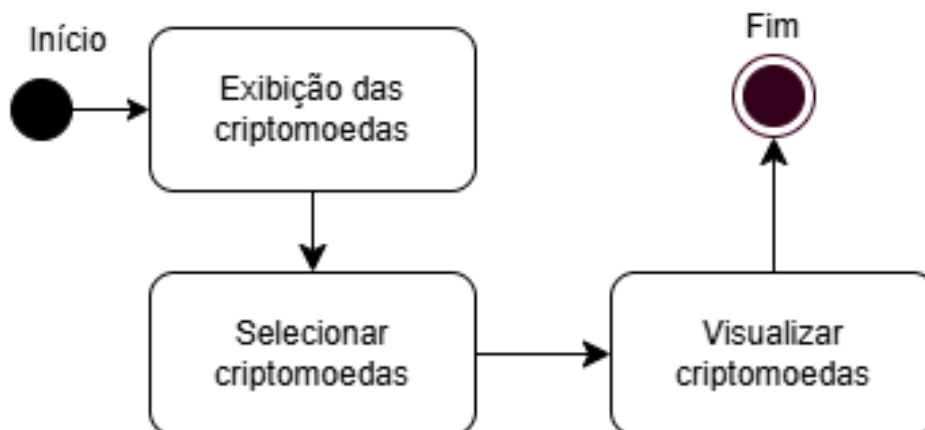 Início
Exibição das
criptomoedas
Selecionar
criptomoedas
Visualizar
criptomoedas
Fim